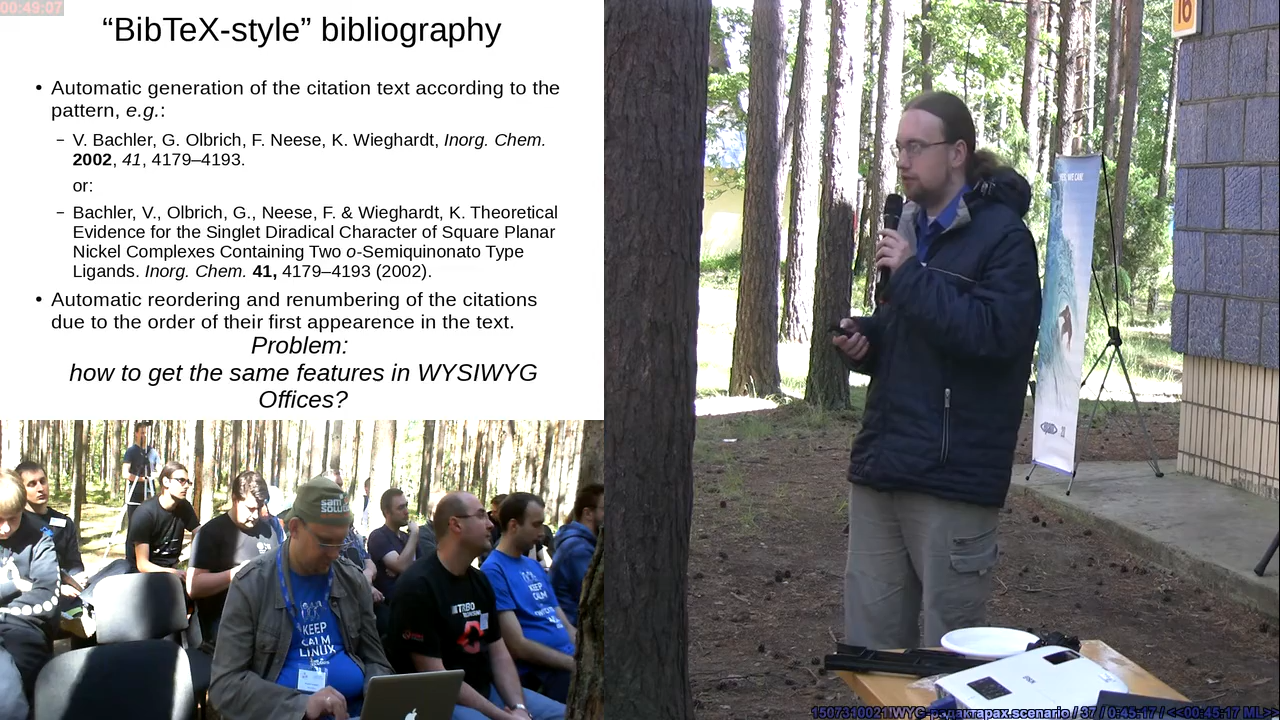 00:49:07
“BibTeX-style” bibliography
• Automatic generation of the citation text according to the
pattern, e.g.:
– V. Bachler, G. Olbrich, F. Neese, K. Wieghardt, Inorg. Chem.
2002, 41, 4179–4193.
or:
– Bachler, V., Olbrich, G., Neese, F. & Wieghardt, K. Theoretical
Evidence for the Singlet Diradical Character of Square Planar
Nickel Complexes Containing Two o-Semiquinonato Type
Ligands. Inorg. Chem. 41, 4179–4193 (2002).
• Automatic reordering and renumbering of the citations
due to the order of their first appearence in the text.
Problem:
how to get the same features in WYSIWYG
Offices?
16
KEEP
CALM
LINUX
KEEP